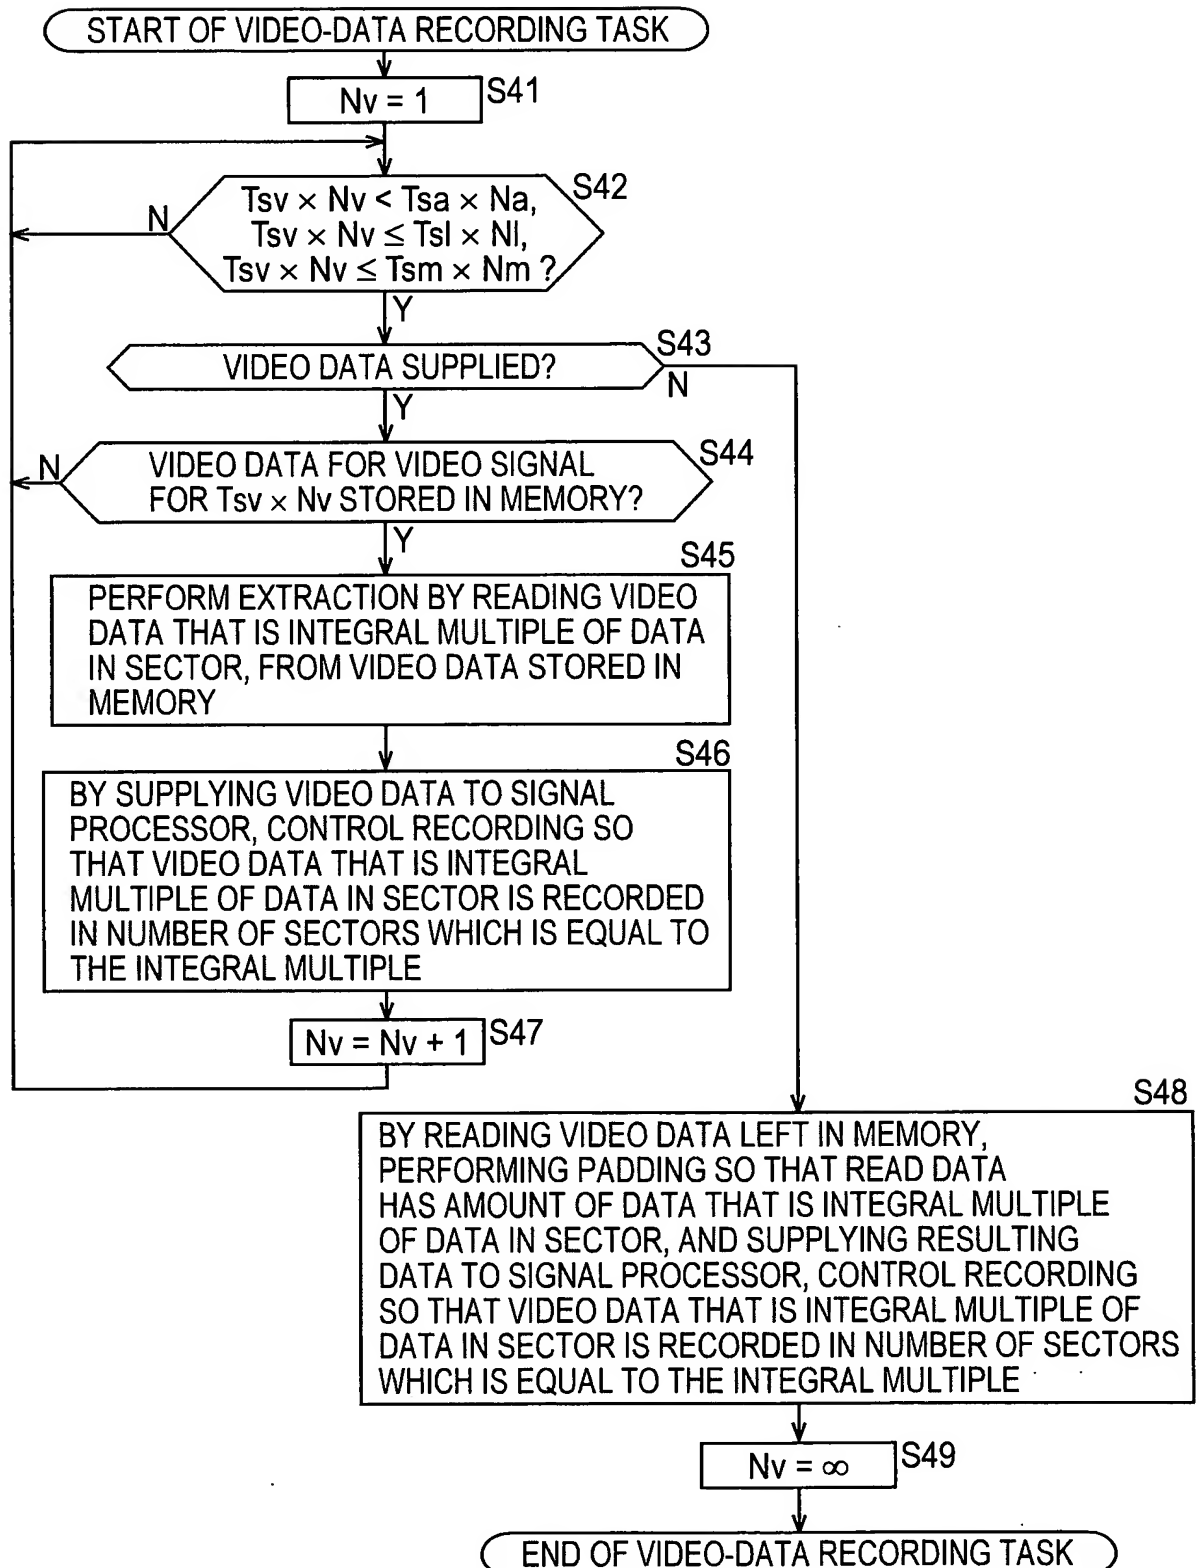 START OF VIDEO-DATA RECORDING TASK
S41
Nv = 1
S42
Tsv × Nv < Tsa × Na,
Tsv × Nv ≤ Tsl × Nl,
Tsv × Nv ≤ Tsm × Nm ?
N
Y
S43
VIDEO DATA SUPPLIED?
N
Y
S44
N
VIDEO DATA FOR VIDEO SIGNAL
FOR Tsv × Nv STORED IN MEMORY?
Y
S45
PERFORM EXTRACTION BY READING VIDEO
DATA THAT IS INTEGRAL MULTIPLE OF DATA
IN SECTOR, FROM VIDEO DATA STORED IN
MEMORY
S46
BY SUPPLYING VIDEO DATA TO SIGNAL
PROCESSOR, CONTROL RECORDING SO
THAT VIDEO DATA THAT IS INTEGRAL
MULTIPLE OF DATA IN SECTOR IS RECORDED
IN NUMBER OF SECTORS WHICH IS EQUAL TO
THE INTEGRAL MULTIPLE
Nv = Nv + 1
S47
S48
BY READING VIDEO DATA LEFT IN MEMORY,
PERFORMING PADDING SO THAT READ DATA
HAS AMOUNT OF DATA THAT IS INTEGRAL MULTIPLE
OF DATA IN SECTOR, AND SUPPLYING RESULTING
DATA TO SIGNAL PROCESSOR, CONTROL RECORDING
SO THAT VIDEO DATA THAT IS INTEGRAL MULTIPLE OF
DATA IN SECTOR IS RECORDED IN NUMBER OF SECTORS
WHICH IS EQUAL TO THE INTEGRAL MULTIPLE
Nv = ∞
S49
END OF VIDEO-DATA RECORDING TASK